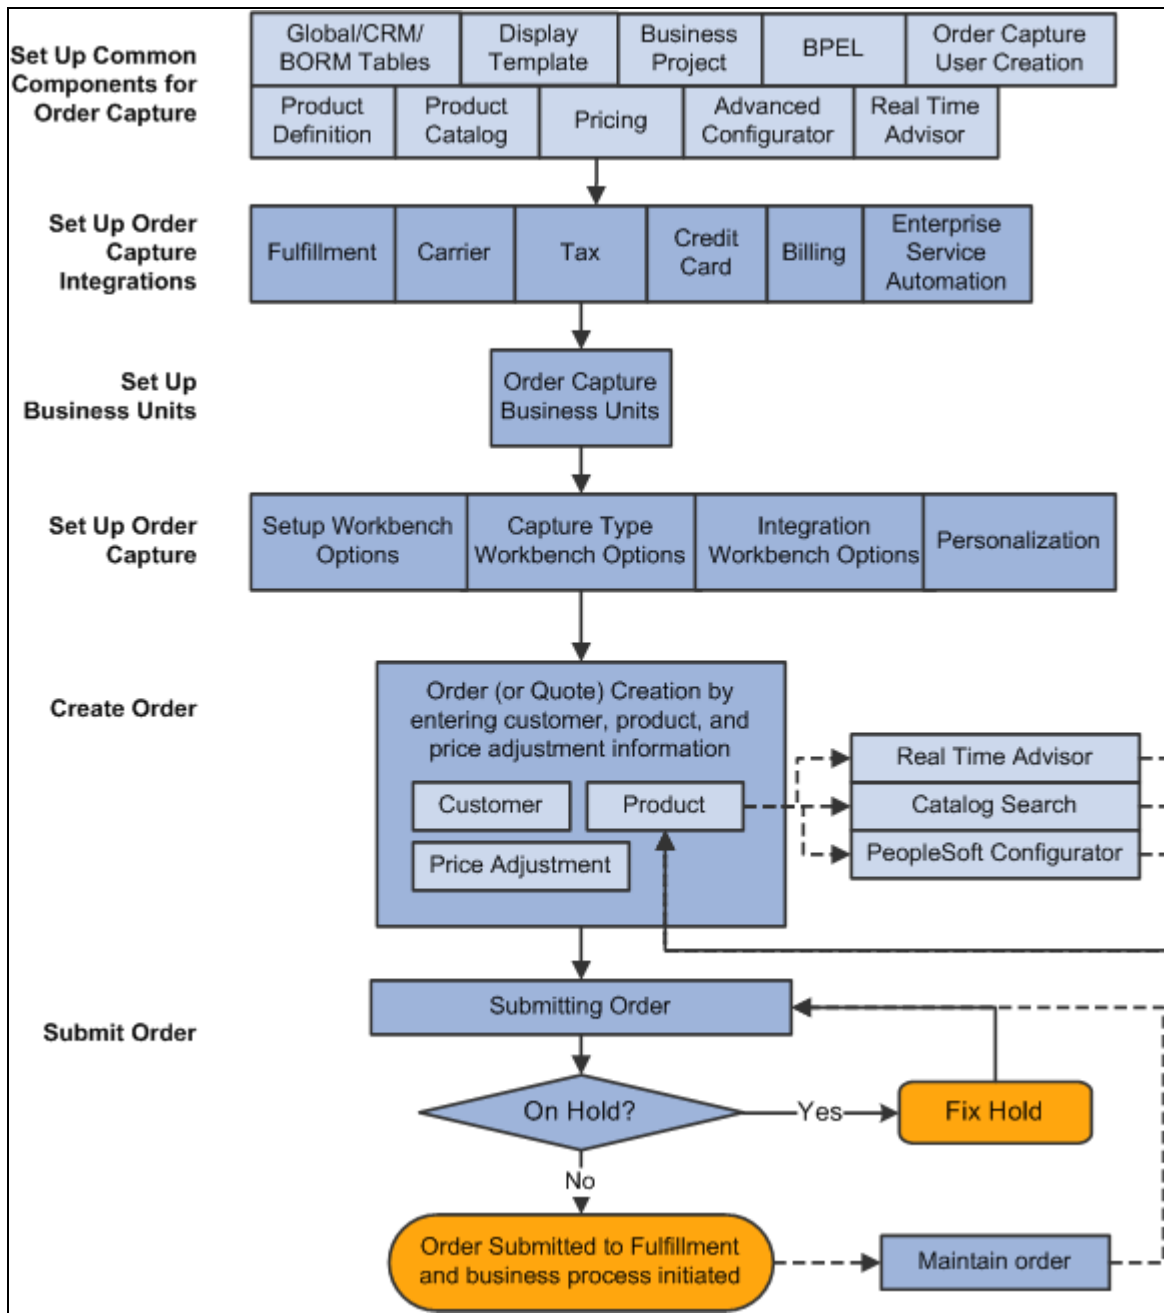 Set Up Common
Components for
Order Capture
Global/CRM/
BORM Tables
Display
Template
Business
Project
BPEL
Order Capture
User Creation
Product
Definition
Product
Catalog
Pricing
Advanced
Configurator
Real Time
Advisor
Set Up Order
Capture
Integrations
Fulfillment
Carrier
Tax
Credit
Card
Billing
Enterprise
Service
Automation
Set Up
Business Units
Order Capture
Business Units
Set Up Order
Capture
Setup Workbench
Options
Capture Type
Workbench Options
Integration
Workbench Options
Personalization
Create Order
Order (or Quote) Creation by
entering customer, product, and
price adjustment information
Customer
Product
Price Adjustment
Real Time Advisor
Catalog Search
PeopleSoft Configurator
Submit Order
Submitting Order
On Hold?
Yes
Fix Hold
No
Order Submitted to Fulfillment
and business process initiated
Maintain order